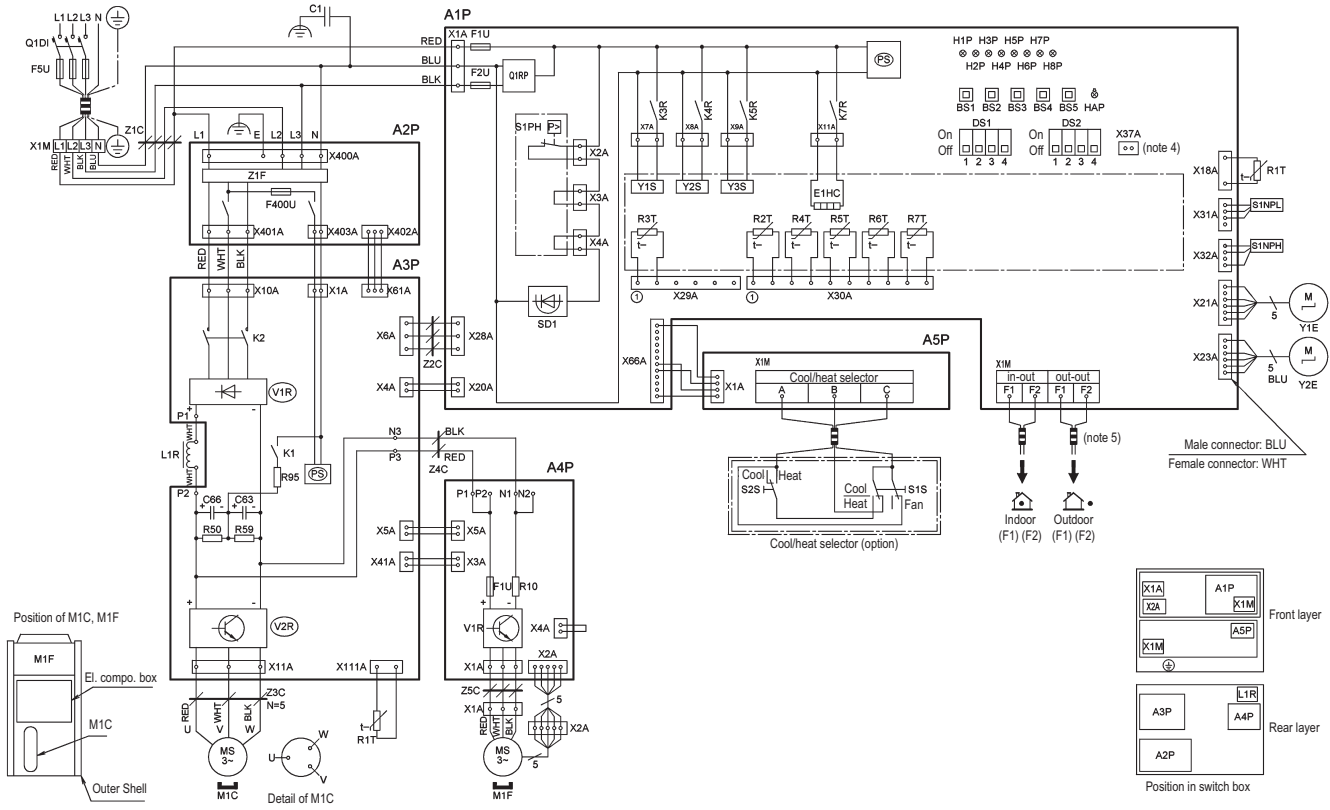 L1 L2 L3 N
Q1DI
F5U
X1M L1 L2 L3 N
RED
WHT
BLK
BLU
Z1C
C1
A1P
RED
BLU
BLK
X1A
F1U
F2U
Q1RP
PS
A2P
L1
E
L2
L3
N
X400A
Z1F
F400U
X401A
X403A
X402A
RED
WHT
BLK
A3P
X10A
X1A
X61A
K2
V1R
P1
+
-
WHT
L1R
WHT
P2
K1
R95
PS
+ C66 -
+ C63 -
R50
R59
+
-
V2R
X11A
X111A
Z3C
N=5
RED
WHT
BLK
U
V
W
MS
3~
M1C
U
W
V
Detail of M1C
t-
R1T
X6A
X28A
Z2C
X4A
X20A
N3
P3
BLK
RED
Z4C
A4P
P1
P2
N1
N2
X5A
X5A
X41A
X3A
F1U
R10
+
-
V1R
X4A
X1A
X2A
Z5C
5
X1A
X2A
RED
WHT
BLK
MS
3~
5
M1F
S1PH
P>
X2A
X3A
X4A
SD1
K3R
K4R
K5R
K7R
X7A
X8A
X9A
X11A
Y1S
Y2S
Y3S
E1HC
R3T
R2T
R4T
R5T
R6T
R7T
t-
t-
t-
t-
t-
t-
1
X29A
1
X30A
H1P H3P H5P H7P
H2P H4P H6P H8P
BS1
BS2
BS3
BS4
BS5
HAP
DS1
DS2
On
Off
1 2 3 4
On
Off
1 2 3 4
X37A
(note 4)
X18A
t-
R1T
X31A
S1NPL
X32A
S1NPH
X21A
5
M
Y1E
X23A
5
BLU
M
Y2E
Male connector: BLU
Female connector: WHT
X66A
X1A
A5P
X1M
Cool/heat selector
A
B
C
Cool
Heat
S2S
Cool
Heat
S1S
Fan
Cool/heat selector (option)
X1M
in-out
out-out
F1 F2 F1 F2
(note 5)
Indoor
(F1) (F2)
Outdoor
(F1) (F2)
Position of M1C, M1F
M1F
El. compo. box
M1C
Outer Shell
X1A
X2A
A1P
X1M
A5P
X1M
Front layer
L1R
A3P
A4P
A2P
Rear layer
Position in switch box